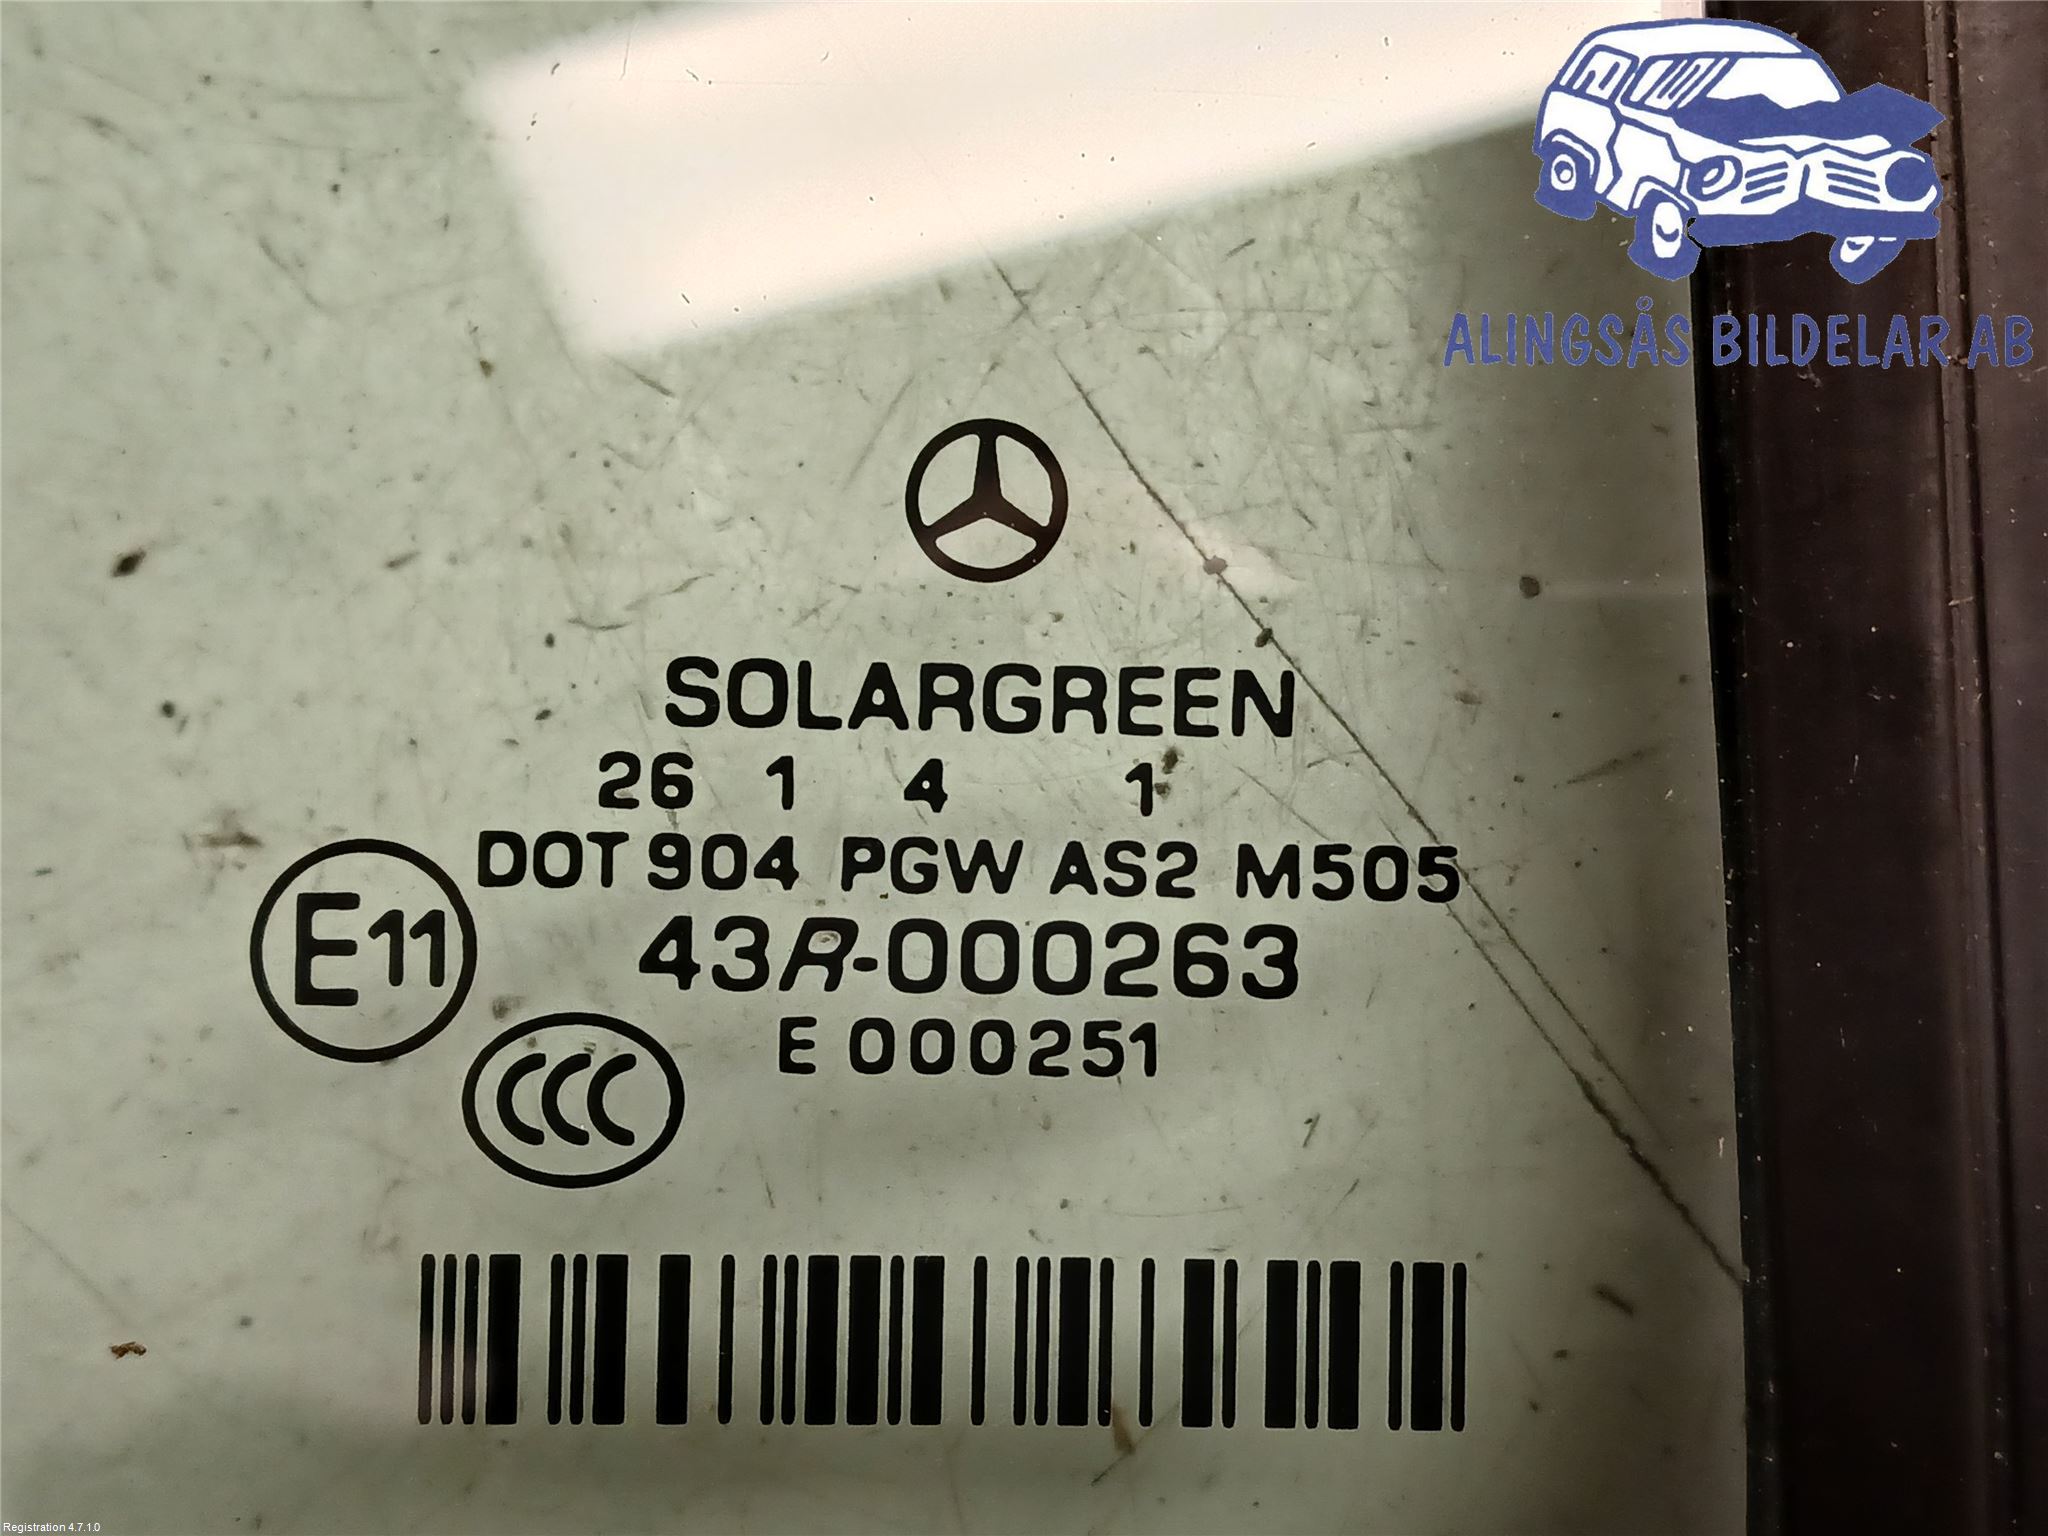 ALINGSÅS BILDELAR AB
SOLARGREEN
26 1 4 1
DOT 904 PGW AS2 M505
E11
43R-000263
E 000251
CCC
Registration 4.7.1.0